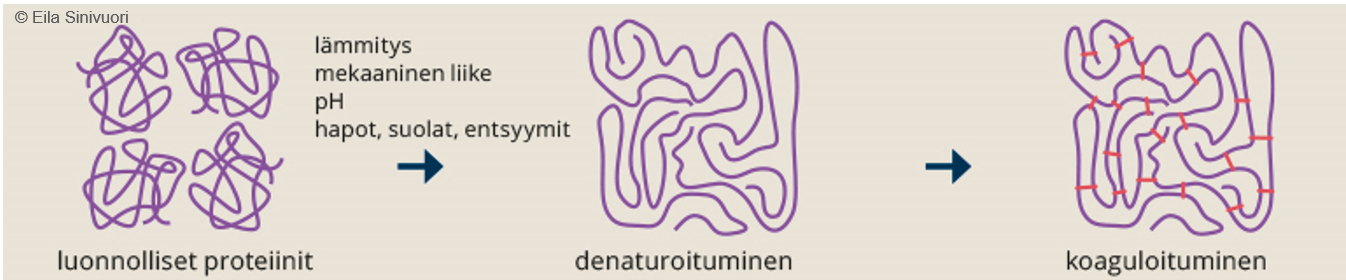 © Eila Sinivuori
lämmitys
mekaaninen liike
pH
hapot, suolat, entsyymit
luonnolliset proteiinit
denaturoituminen
koaguloituminen